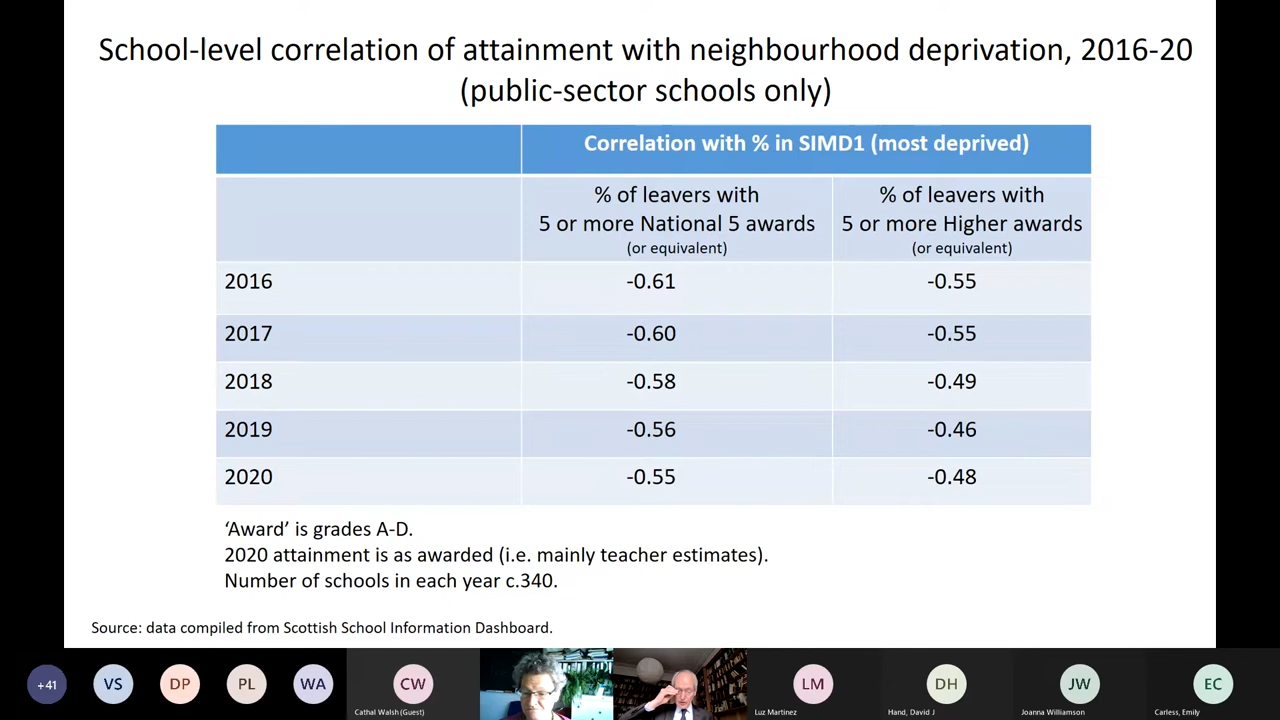 School-level correlation of attainment with neighbourhood deprivation, 2016-20
(public-sector schools only)
Correlation with % in SIMD1 (most deprived)
% of leavers with
5 or more National 5 awards
(or equivalent)
% of leavers with
5 or more Higher awards
(or equivalent)
2016 -0.61 -0.55
2017 -0.60 -0.55
2018 -0.58 -0.49
2019 -0.56 -0.46
2020 -0.55 -0.48
‘Award’ is grades A-D.
2020 attainment is as awarded (i.e. mainly teacher estimates).
Number of schools in each year c.340.
Source: data compiled from Scottish School Information Dashboard.
+41 VS DP PL WA CW LM DH JW EC
Cathal Walsh (Guest) Luz Martinez Hand, David J Joanna Williamson Carless, Emily